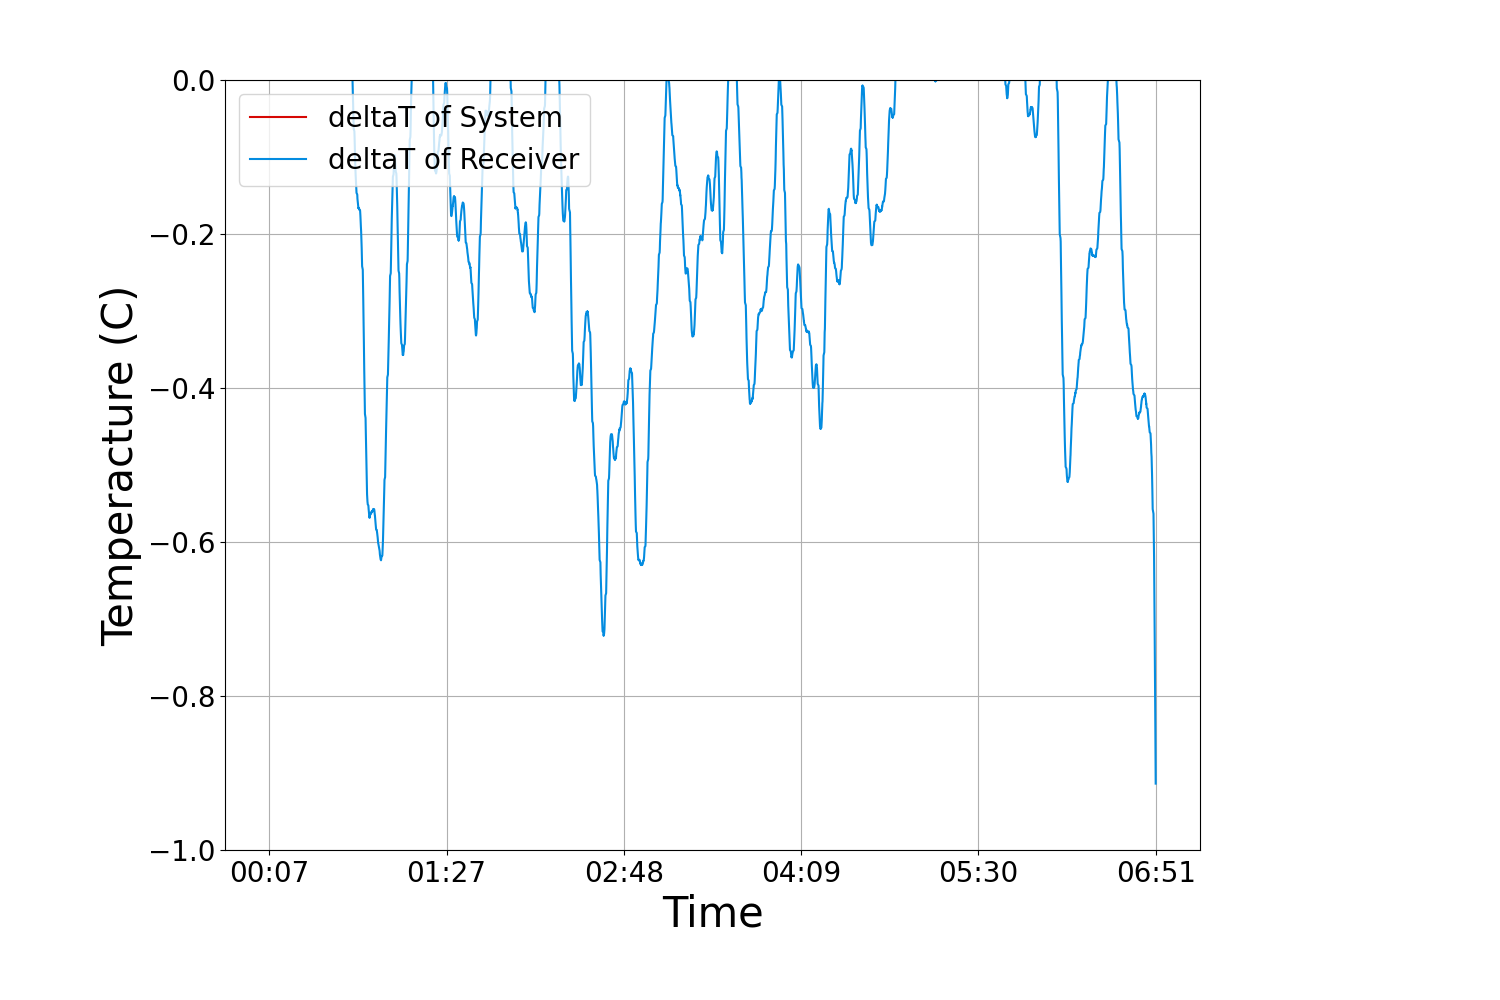 deltaT of System
deltaT of Receiver
Temperacture (C)
0.0
−0.2
−0.4
−0.6
−0.8
−1.0
00:07 01:27 02:48 04:09 05:30 06:51
Time